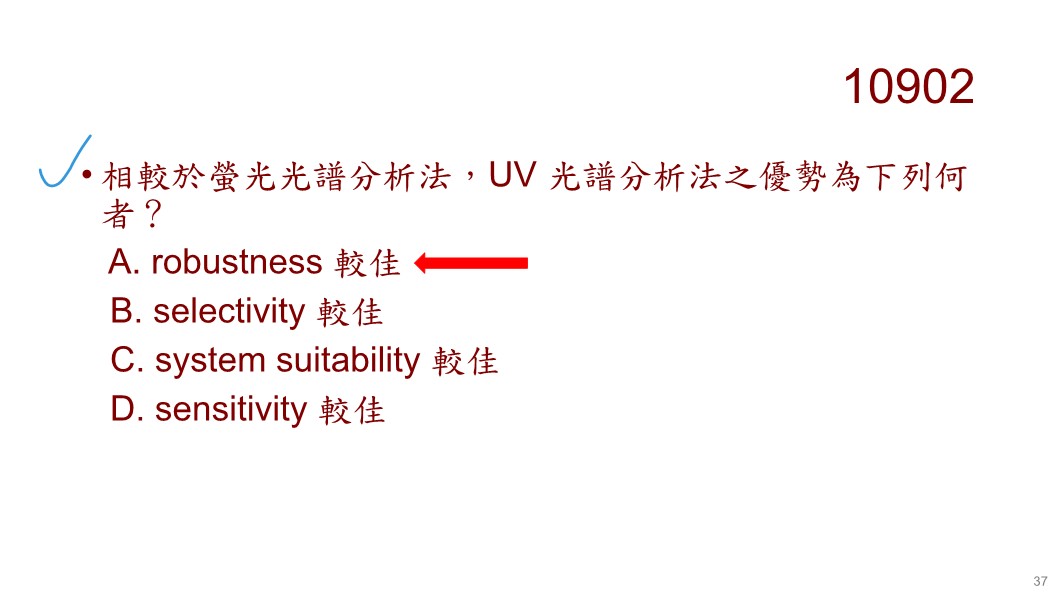 10902
• 相較於螢光光譜分析法，UV 光譜分析法之優勢為下列何
者？
A. robustness 較佳
B. selectivity 較佳
C. system suitability 較佳
D. sensitivity 較佳
37